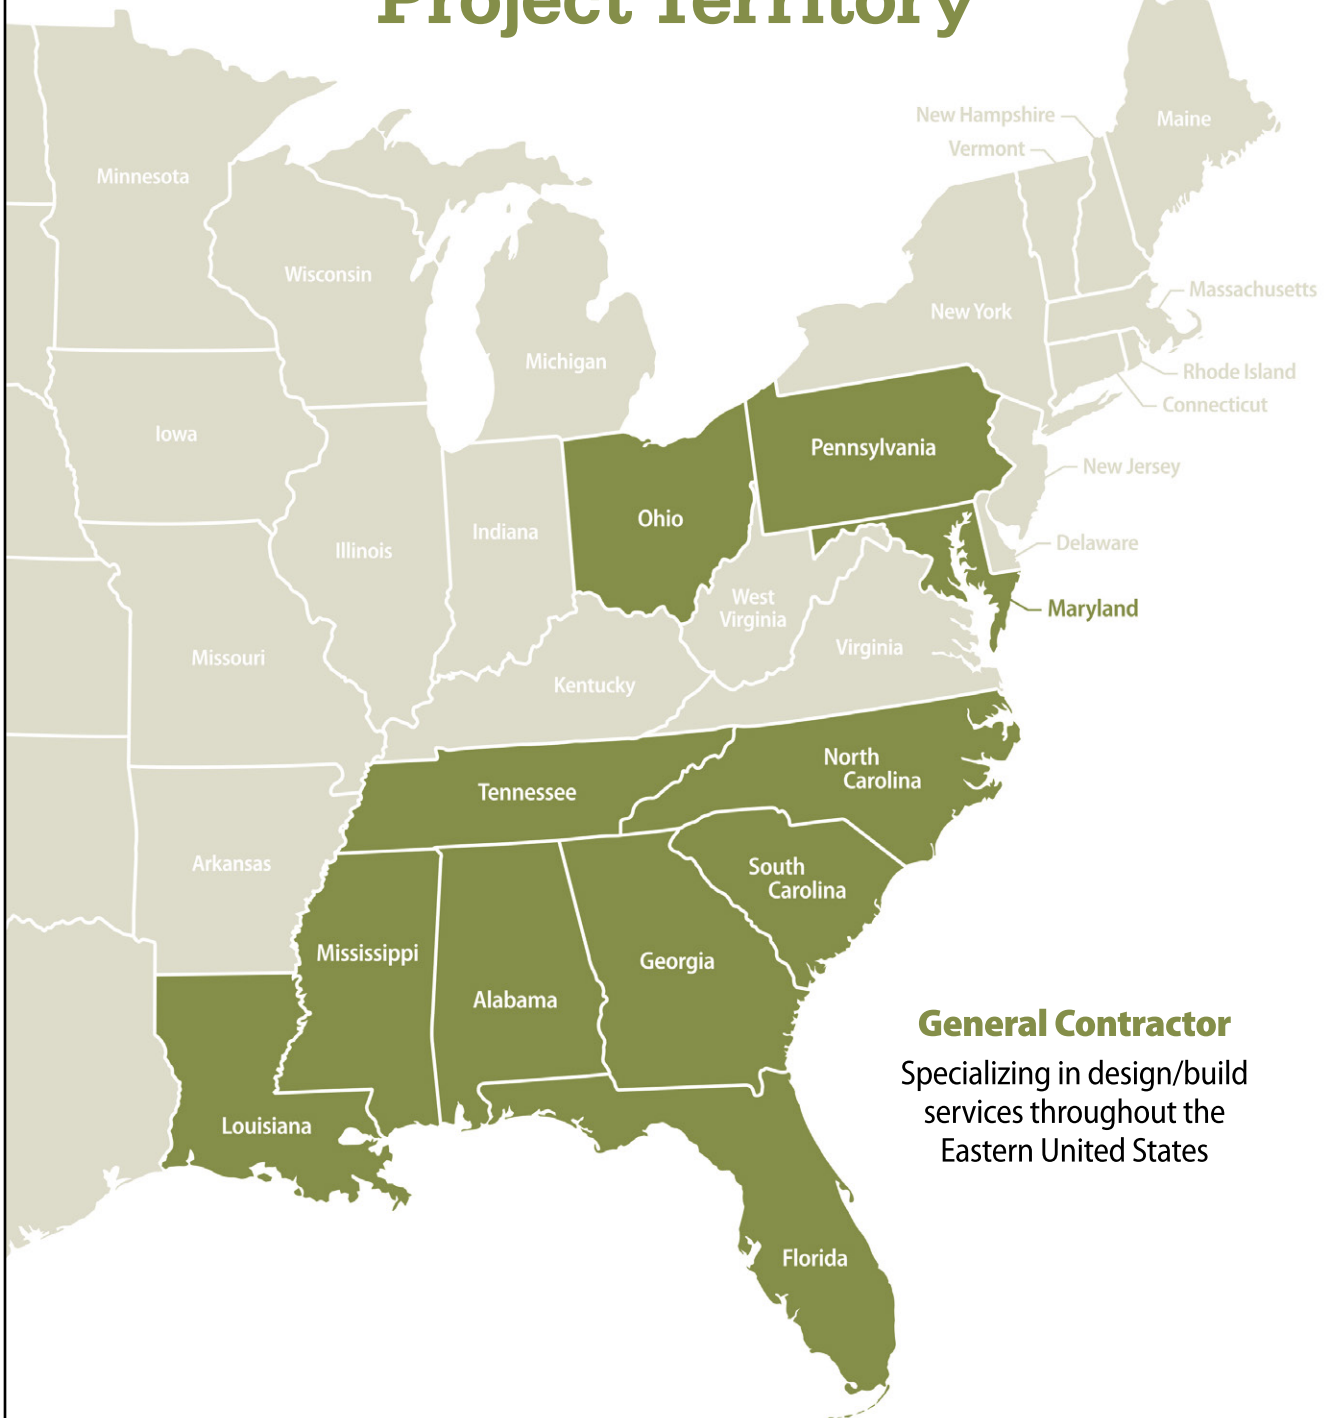 Project Territory
New Hampshire
Maine
Vermont
Minnesota
Wisconsin
Massachusetts
New York
Michigan
Rhode Island
Connecticut
Iowa
Pennsylvania
New Jersey
Ohio
Indiana
Illinois
Delaware
West
Virginia
Maryland
Virginia
Missouri
Kentucky
North
Carolina
Tennessee
Arkansas
South
Carolina
Mississippi
Georgia
Alabama
General Contractor
Specializing in design/build
services throughout the
Eastern United States
Louisiana
Florida